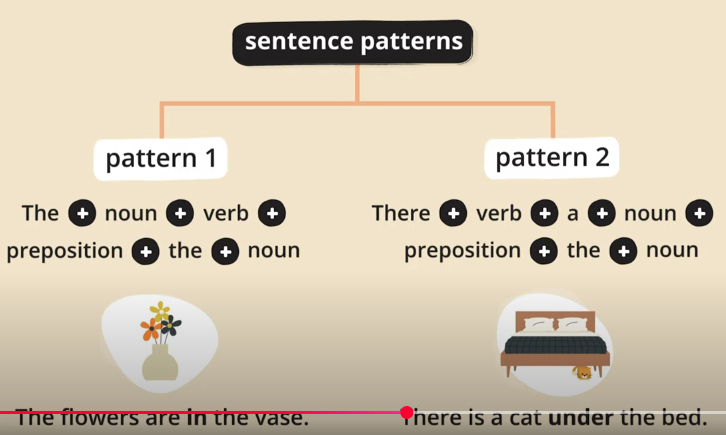 sentence patterns
pattern 1
The + noun + verb +
preposition + the + noun
The flowers are in the vase.
pattern 2
There + verb + a + noun +
preposition + the + noun
There is a cat under the bed.